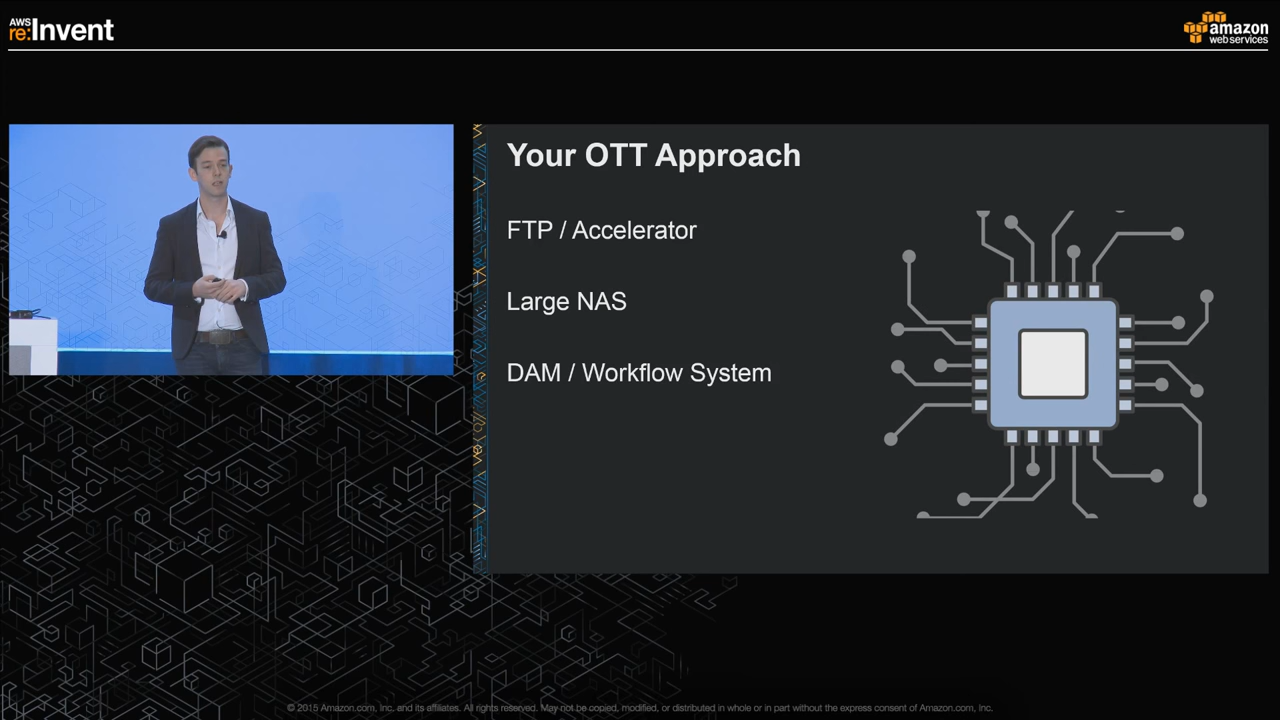 AWS
re:Invent
amazon
web services
Your OTT Approach
FTP / Accelerator
Large NAS
DAM / Workflow System
© 2015 Amazon.com, Inc. and its affiliates. All rights reserved. May not be copied, modified, or distributed in whole or in part without the express consent of Amazon.com, Inc.